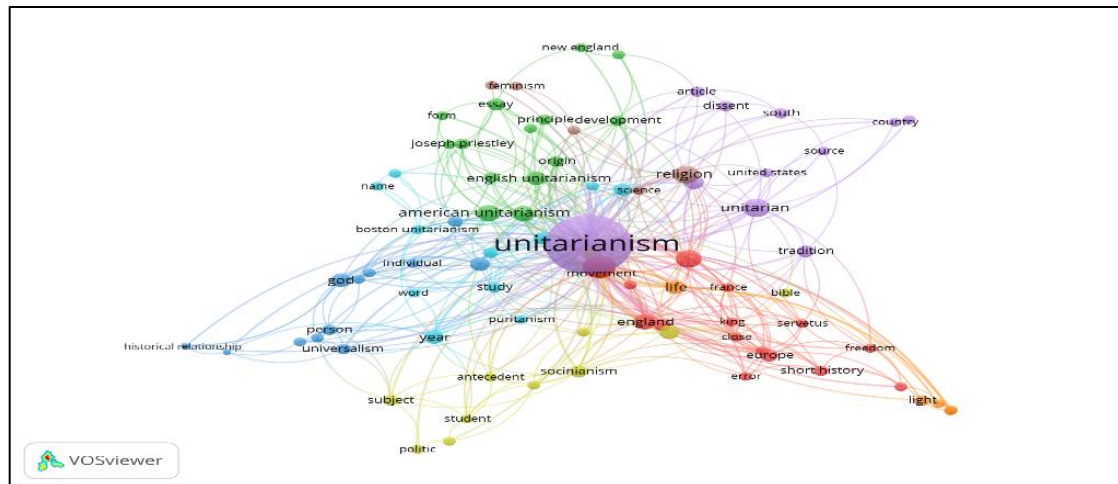 new england
feminism
article
essay
dissent
form
south
principle
development
country
joseph priestley
origin
source
english unitarianism
religion
united states
name
science
american unitarianism
unitarian
boston unitarianism
unitarianism
tradition
individual
movement
god
word
study
life
france
bible
puritanism
england
king
servetus
person
year
close
historical relationship
universalism
europe
freedom
antecedent
socinianism
error
short history
subject
light
student
politic
VOSviewer